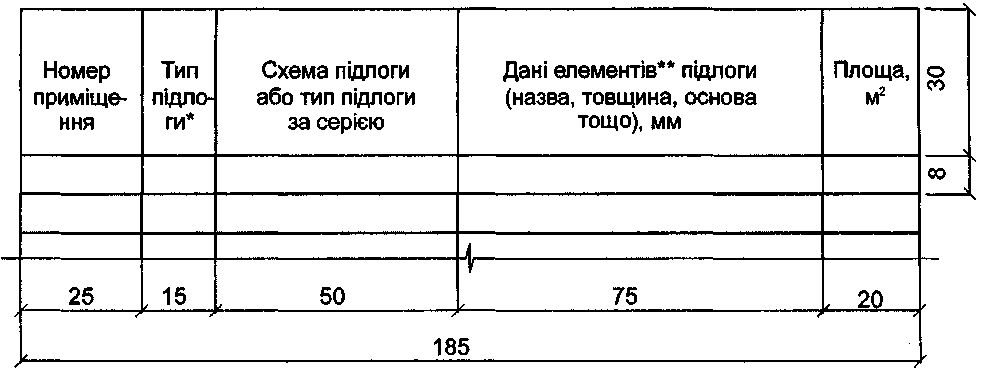 Номер
приміще-
ння
Тип
підло-
ги*
Схема підлоги
або тип підлоги
за серією
Дані елементів** підлоги
(назва, товщина, основа
тощо), мм
Площа,
м²
30
8
25
15
50
75
20
185